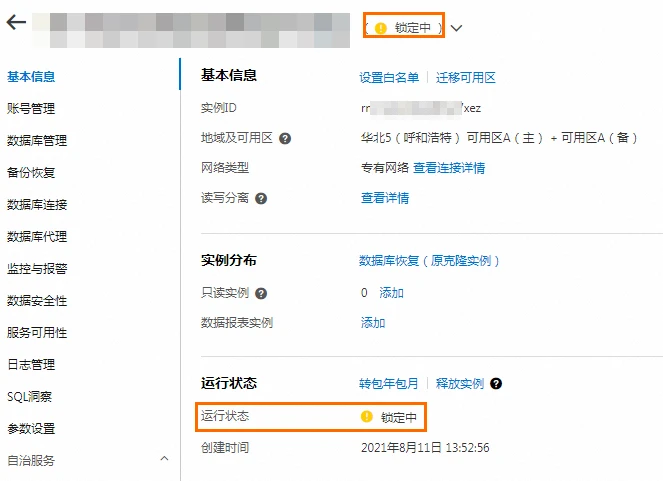 ( 锁定中 )
基本信息
账号管理
数据库管理
备份恢复
数据库连接
数据库代理
监控与报警
数据安全性
服务可用性
日志管理
SQL洞察
参数设置
自治服务
基本信息 设置白名单 迁移可用区
实例ID rr /xez
地域及可用区 华北5（呼和浩特） 可用区A（主） + 可用区A（备）
网络类型 专有网络 查看连接详情
读写分离 查看详情
实例分布 数据库恢复（原克隆实例）
只读实例 0 添加
数据报表实例 添加
运行状态 转包年包月 释放实例
运行状态 锁定中
创建时间 2021年8月11日 13:52:56